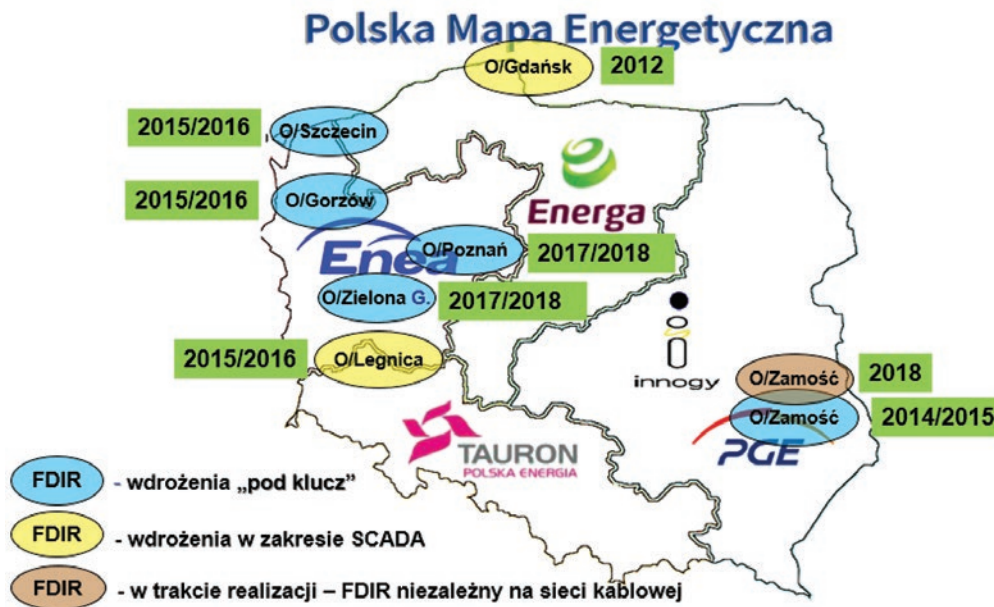 Polska Mapa Energetyczna
O/Gdańsk 2012
2015/2016 O/Szczecin
2015/2016 O/Gorzów
Energa
Enea O/Poznań 2017/2018
O/Zielona G. 2017/2018
2015/2016 O/Legnica
innogy
O/Zamość 2018
O/Zamość 2014/2015
PGE
TAURON
POLSKA ENERGIA
FDIR - wdrożenia „pod klucz”
FDIR - wdrożenia w zakresie SCADA
FDIR - w trakcie realizacji – FDIR niezależny na sieci kablowej